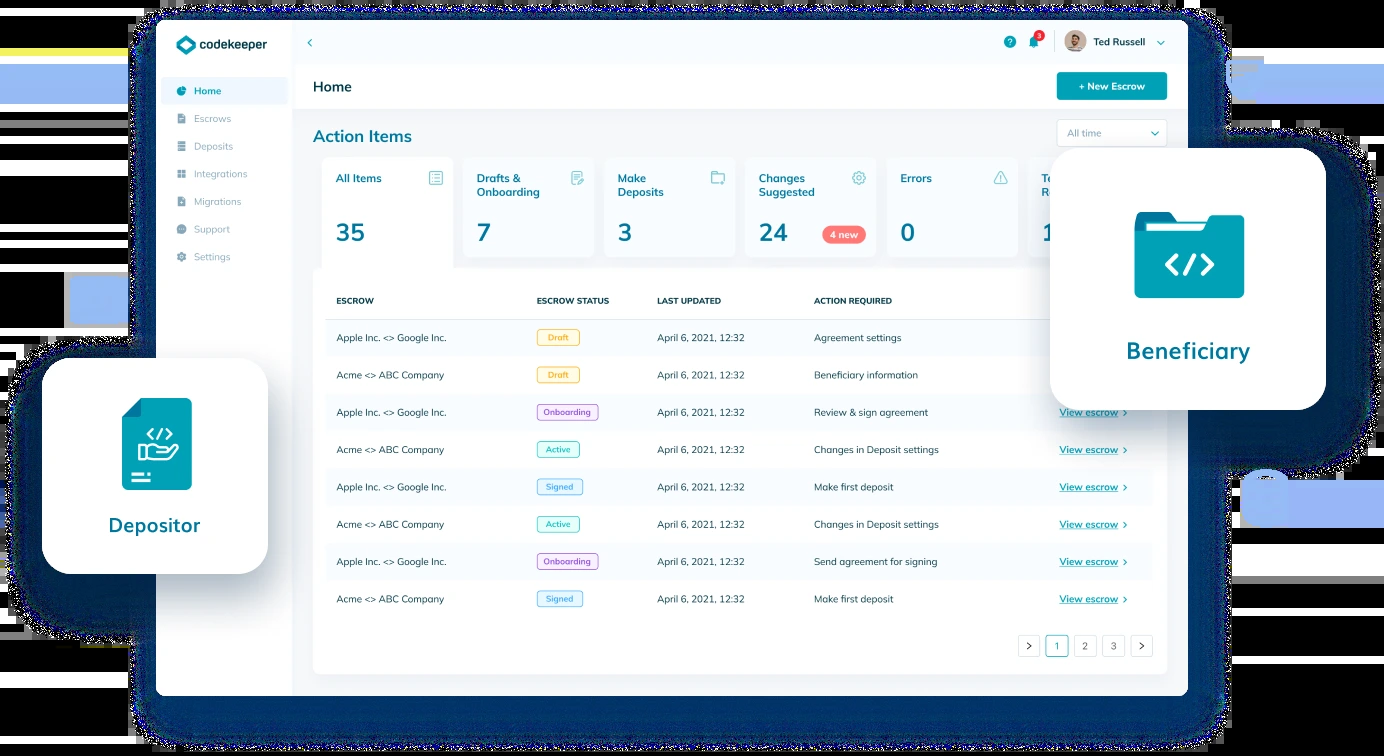 codekeeper
3
Ted Russell
Home
Escrows
Deposits
Integrations
Migrations
Support
Settings
Home
+ New Escrow
Action Items
All time
All Items
35
Drafts &
Onboarding
7
Make
Deposits
3
Changes
Suggested
24
4 new
Errors
0
ESCROW ESCROW STATUS LAST UPDATED ACTION REQUIRED
Apple Inc. <> Google Inc. Draft April 6, 2021, 12:32 Agreement settings
Acme <> ABC Company Draft April 6, 2021, 12:32 Beneficiary information
Apple Inc. <> Google Inc. Onboarding April 6, 2021, 12:32 Review & sign agreement View escrow >
Acme <> ABC Company Active April 6, 2021, 12:32 Changes in Deposit settings View escrow >
Apple Inc. <> Google Inc. Signed April 6, 2021, 12:32 Make first deposit View escrow >
Acme <> ABC Company Active April 6, 2021, 12:32 Changes in Deposit settings View escrow >
Apple Inc. <> Google Inc. Onboarding April 6, 2021, 12:32 Send agreement for signing View escrow >
Acme <> ABC Company Signed April 6, 2021, 12:32 Make first deposit View escrow >
> 1 2 3 >
</> Depositor
</> Beneficiary